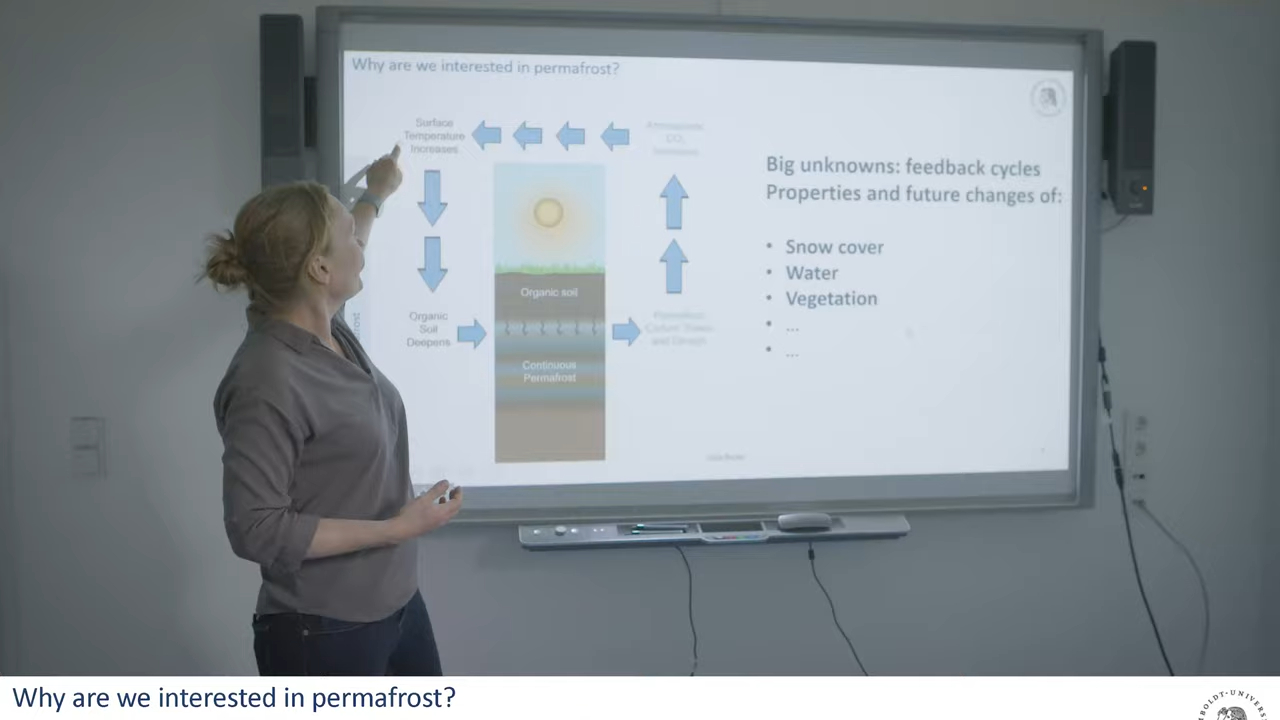 Why are we interested in permafrost?
Surface
Temperature
Increases
CO₂
Big unknowns: feedback cycles
Properties and future changes of:
• Snow cover
• Water
• Vegetation
• ...
• ...
Organic soil
Organic
Soil
Deepens
Continuous
Permafrost
Why are we interested in permafrost?